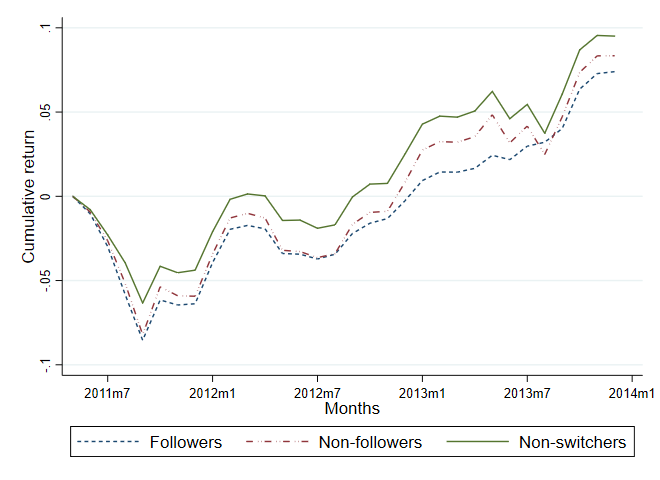 Cumulative return
.1
.05
0
-.05
-.1
2011m7 2012m1 2012m7 2013m1 2013m7 2014m1
Months
Followers Non-followers Non-switchers